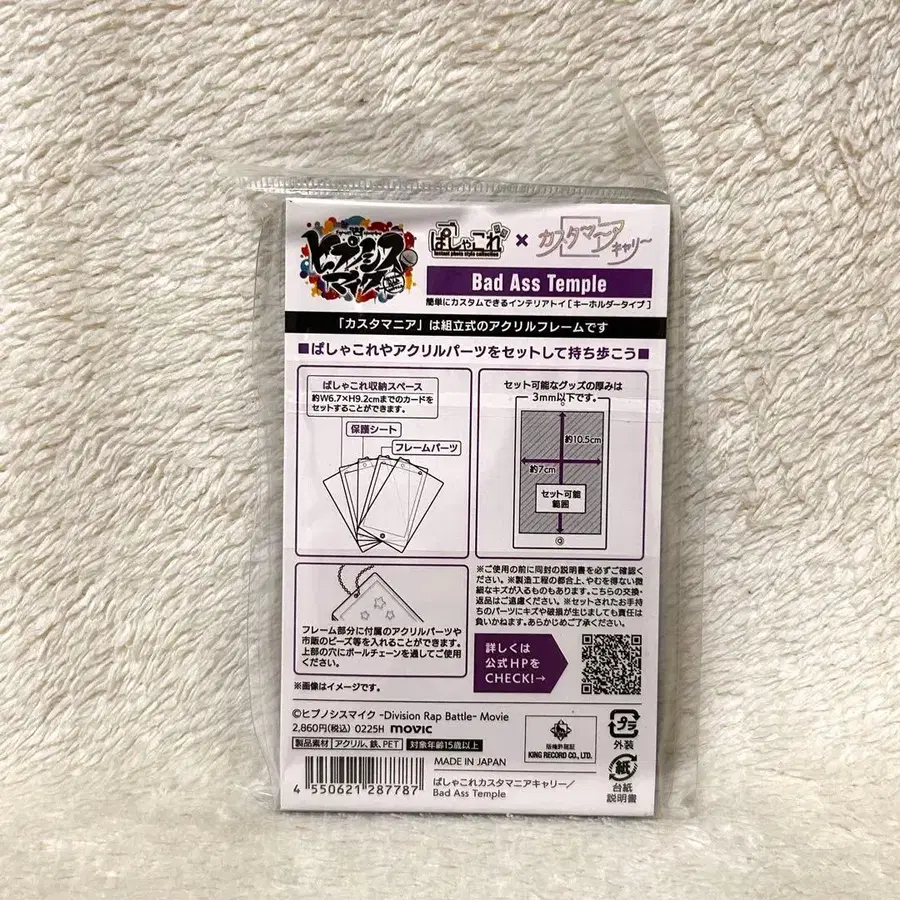 ヒプノシスマイク
ぱしゃこれ
instant photo style collection
×
カスタマニア
キャリー
Bad Ass Temple
簡単にカスタムできるインテリアトイ[キーホルダータイプ]
「カスタマニア」は組立式のアクリルフレームです
■ぱしゃこれやアクリルパーツをセットして持ち歩こう■
ぱしゃこれ収納スペース
約W6.7×H9.2cmまでのカードを
セットすることができます。
保護シート
フレームパーツ
セット可能なグッズの厚みは
3mm以下です。
約10.5cm
約7cm
セット可能
範囲
フレーム部分に付属のアクリルパーツや
市販のビーズ等を入れることができます。
上部の穴にボールチェーンを通してご使用
ください。
※画像はイメージです。
※ご使用の前に同封の説明書を必ずご確認く
ださい。※製造工程の都合上、やむを得ない微
細なキズが入るものもあります。こちらの交換・
返品はご遠慮ください。※セットされたお手持
ちのパーツにキズや破損が生じましても責任は
負いかねます。あらかじめご了承ください。
詳しくは
公式HPを
CHECK!→
©ヒプノシスマイク -Division Rap Battle- Movie
2,860円(税込) 0225H movic
製品素材 アクリル、鉄、PET 対象年齢15歳以上
MADE IN JAPAN
版権許諾証
KING RECORD CO., LTD.
プラ
外装
紙
台紙
説明書
4 550621 287787
ぱしゃこれカスタマニアキャリー/
Bad Ass Temple